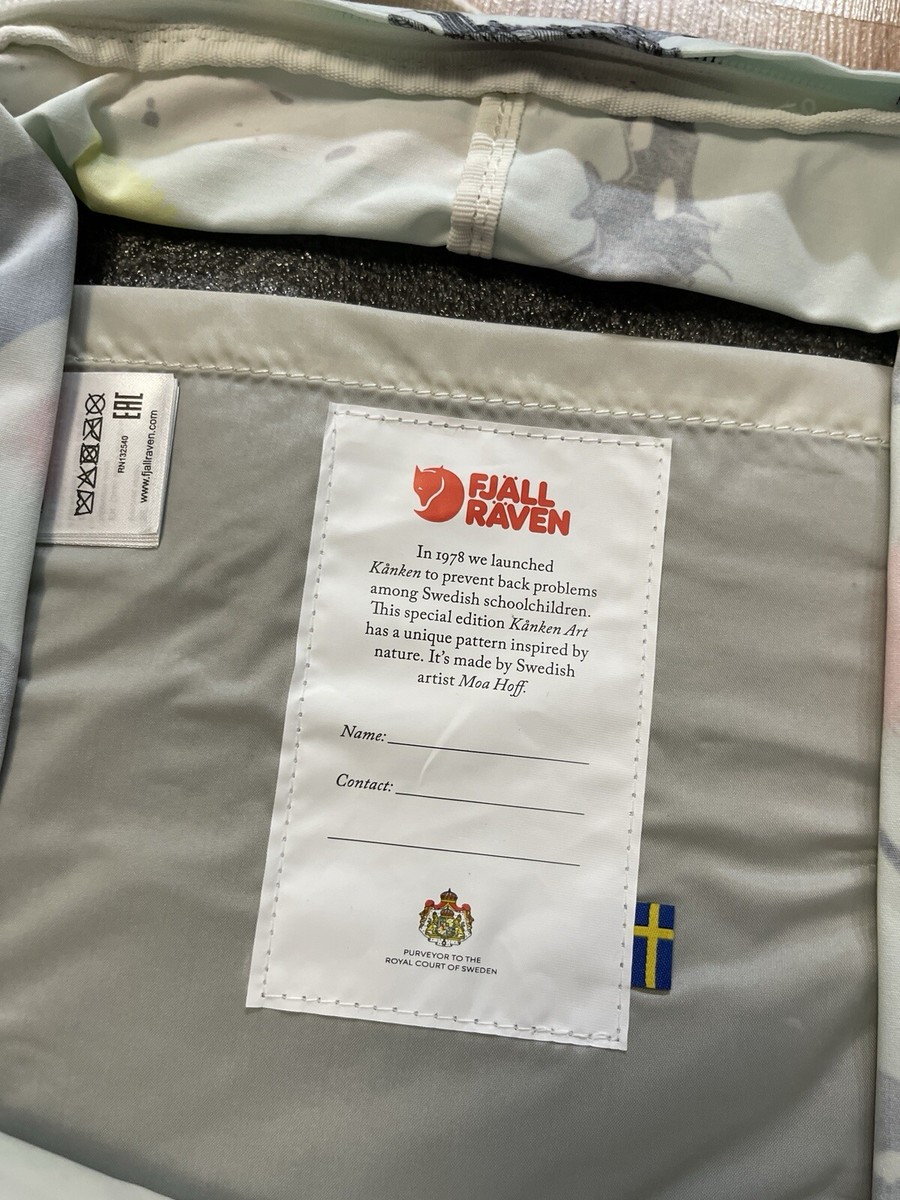 EAC
RN132540
www.fjallraven.com
FJÄLL
RÄVEN
In 1978 we launched
Kånken to prevent back problems
among Swedish schoolchildren.
This special edition Kånken Art
has a unique pattern inspired by
nature. It's made by Swedish
artist Moa Hoff.
Name:
Contact:
PURVEYOR TO THE
ROYAL COURT OF SWEDEN